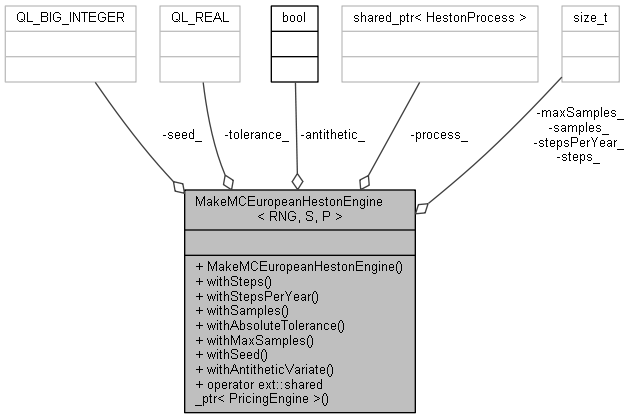 QL_BIG_INTEGER
QL_REAL
bool
shared_ptr< HestonProcess >
size_t
-seed_
-tolerance_
-antithetic_
-process_
-maxSamples_
-samples_
-stepsPerYear_
-steps_
MakeMCEuropeanHestonEngine
< RNG, S, P >
+ MakeMCEuropeanHestonEngine()
+ withSteps()
+ withStepsPerYear()
+ withSamples()
+ withAbsoluteTolerance()
+ withMaxSamples()
+ withSeed()
+ withAntitheticVariate()
+ operator ext::shared
_ptr< PricingEngine >()